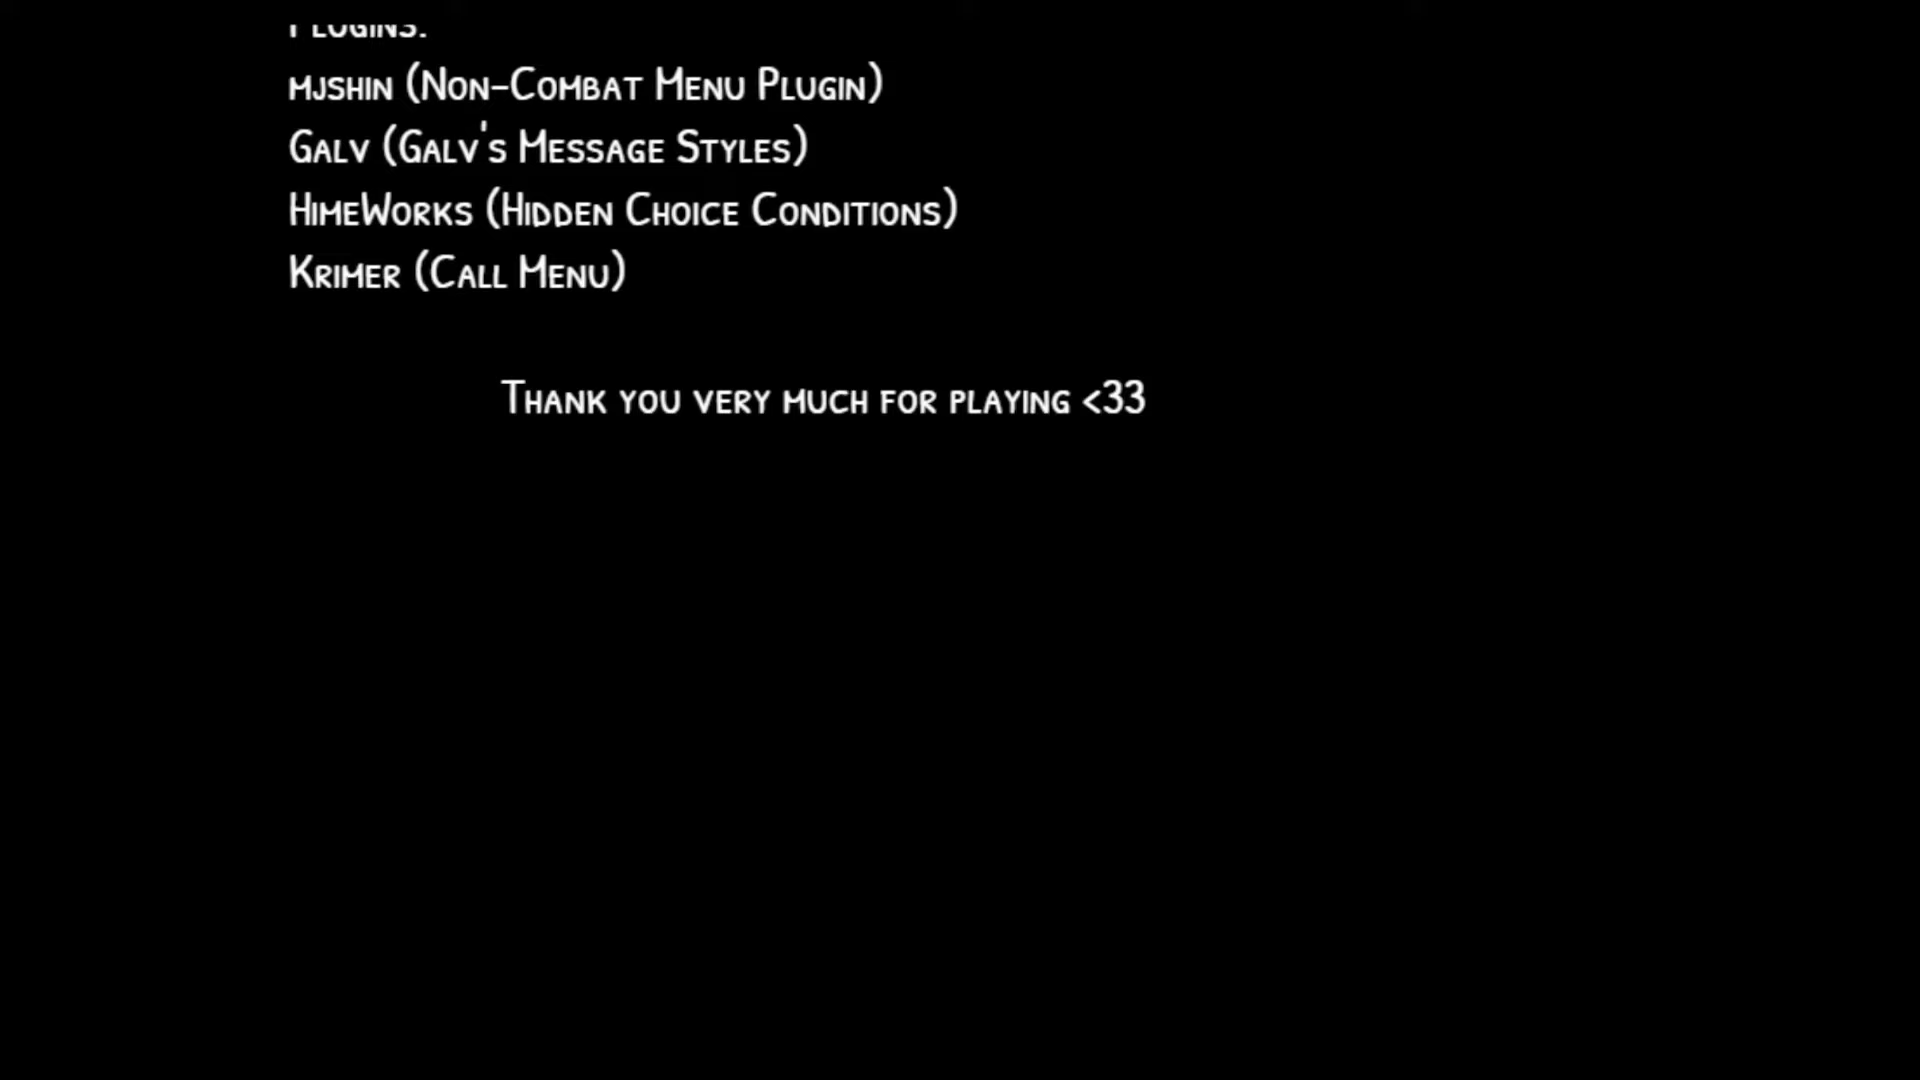 Plugins:
mjshin (Non-Combat Menu Plugin)
Galv (Galv's Message Styles)
HimeWorks (Hidden Choice Conditions)
Krimer (Call Menu)
Thank you very much for playing <33